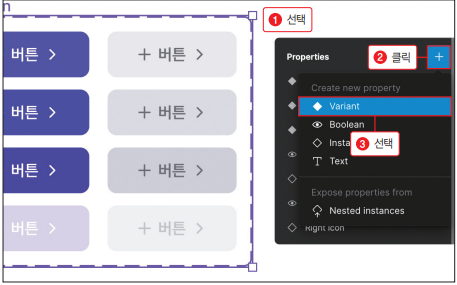 n
1 선택
버튼 >
+ 버튼 >
Properties
2 클릭
+
Create new property
Variant
버튼 >
+ 버튼 >
Boolean
Insta
3 선택
T Text
버튼 >
+ 버튼 >
Expose properties from
Nested instances
버튼 >
+ 버튼 >
Right Icon